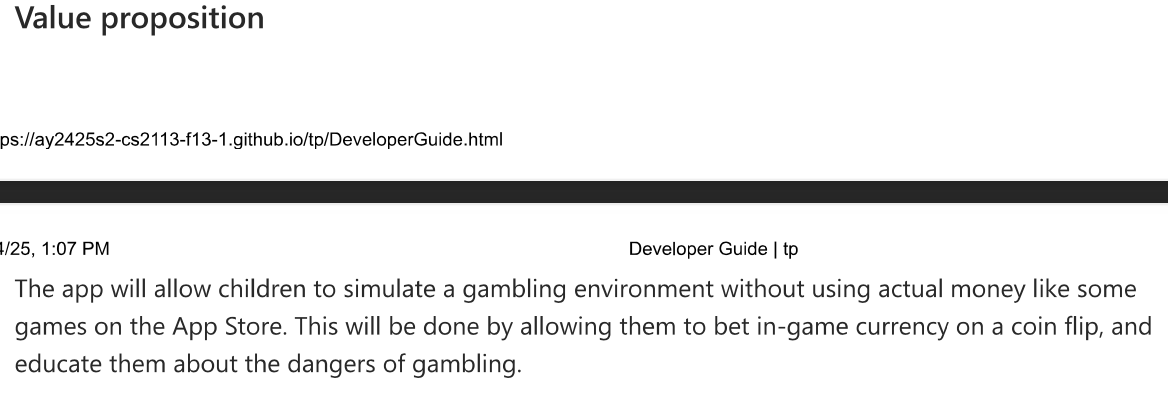 Value proposition
ps://ay2425s2-cs2113-f13-1.github.io/tp/DeveloperGuide.html
4/25, 1:07 PM Developer Guide | tp
The app will allow children to simulate a gambling environment without using actual money like some
games on the App Store. This will be done by allowing them to bet in-game currency on a coin flip, and
educate them about the dangers of gambling.